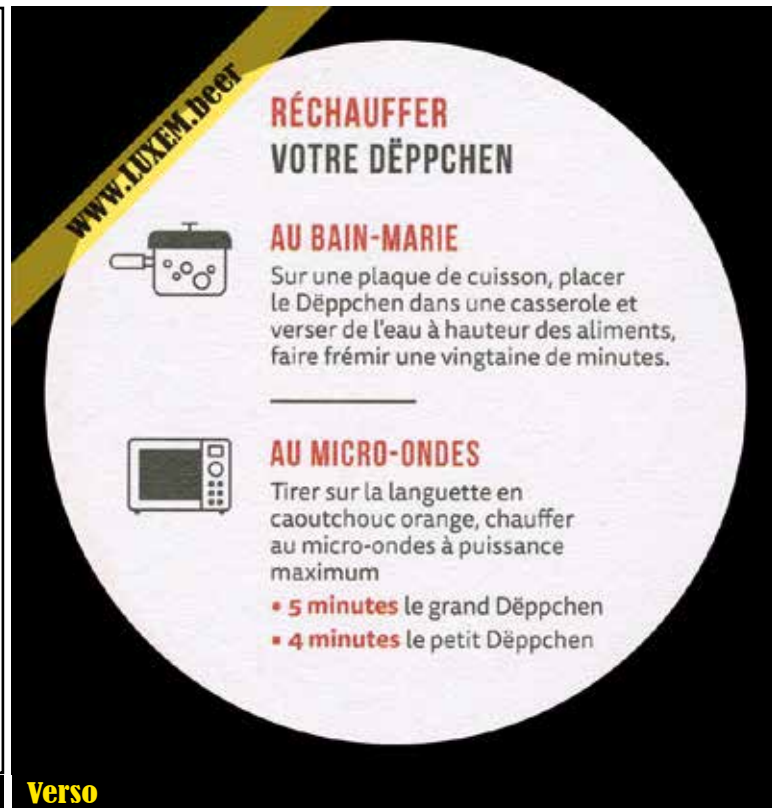 www.LUXEM.beer
RÉCHAUFFER
VOTRE DËPPCHEN
AU BAIN-MARIE
Sur une plaque de cuisson, placer
le Dëppchen dans une casserole et
verser de l'eau à hauteur des aliments,
faire frémir une vingtaine de minutes.
AU MICRO-ONDES
Tirer sur la languette en
caoutchouc orange, chauffer
au micro-ondes à puissance
maximum
• 5 minutes le grand Dëppchen
• 4 minutes le petit Dëppchen
Verso